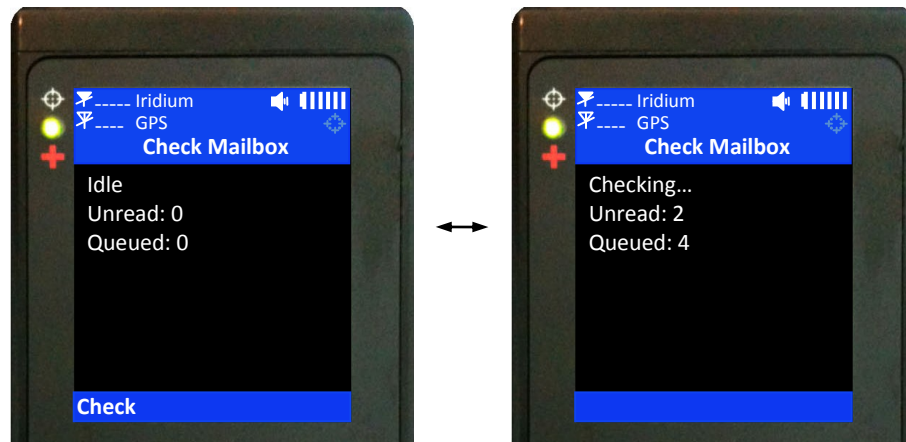 ----- Iridium
---- GPS
Check Mailbox
Idle
Unread: 0
Queued: 0
Check
----- Iridium
---- GPS
Check Mailbox
Checking...
Unread: 2
Queued: 4